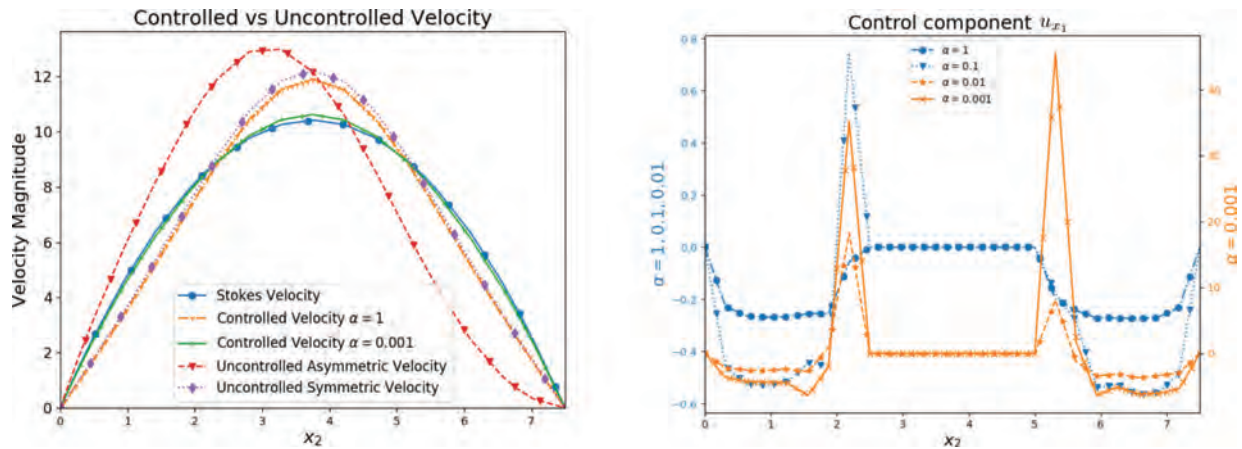 Controlled vs Uncontrolled Velocity
Velocity Magnitude
12
10
8
6
4
2
0
Stokes Velocity
Controlled Velocity α = 1
Controlled Velocity α = 0.001
Uncontrolled Asymmetric Velocity
Uncontrolled Symmetric Velocity
0 1 2 3 4 5 6 7
x₂
Control component u_{x₁}
α = 1, 0.1, 0.01
0.8
0.6
0.4
0.2
0.0
−0.2
−0.4
−0.6
α = 1
α = 0.1
α = 0.01
α = 0.001
0 1 2 3 4 5 6 7
x₂
20
10
0
α = 0.001